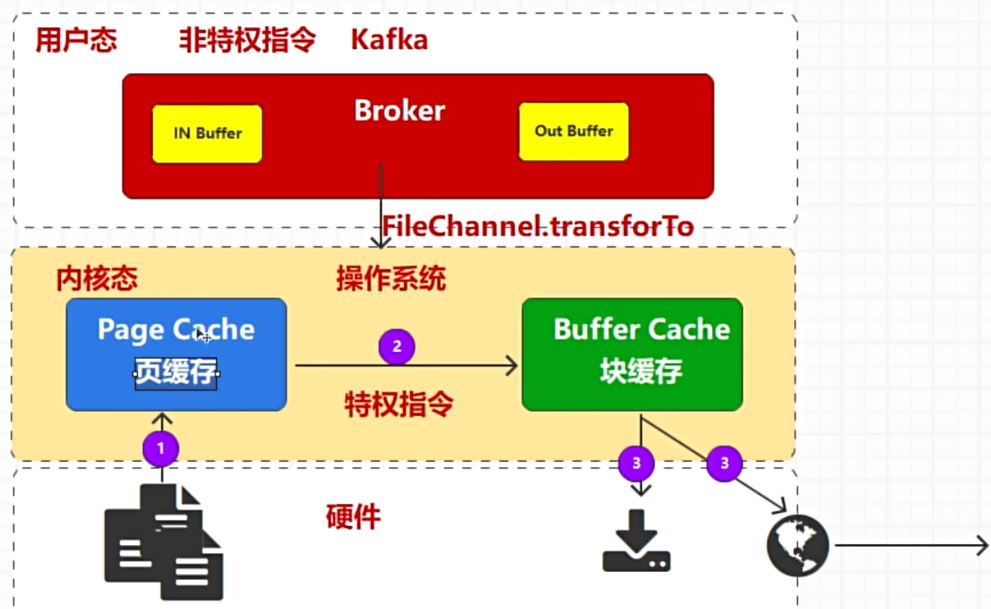 用户态 非特权指令 Kafka
Broker
IN Buffer
Out Buffer
FileChannel.transforTo
内核态 操作系统
Page Cache
页缓存
2
特权指令
Buffer Cache
块缓存
1
3
3
硬件